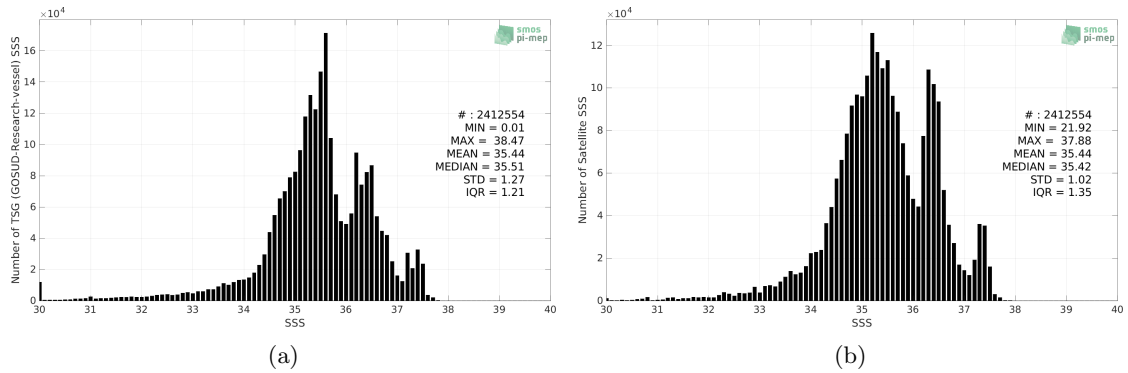 ×10⁴
Number of TSG (GOSUD-Research-vessel) SSS
16
14
12
10
8
6
4
2
0
30 31 32 33 34 35 36 37 38 39 40
SSS
smos
pi-mep
# : 2412554
MIN = 0.01
MAX = 38.47
MEAN = 35.44
MEDIAN = 35.51
STD = 1.27
IQR = 1.21
(a)
×10⁴
Number of Satellite SSS
12
10
8
6
4
2
0
30 31 32 33 34 35 36 37 38 39 40
SSS
smos
pi-mep
# : 2412554
MIN = 21.92
MAX = 37.88
MEAN = 35.44
MEDIAN = 35.42
STD = 1.02
IQR = 1.35
(b)